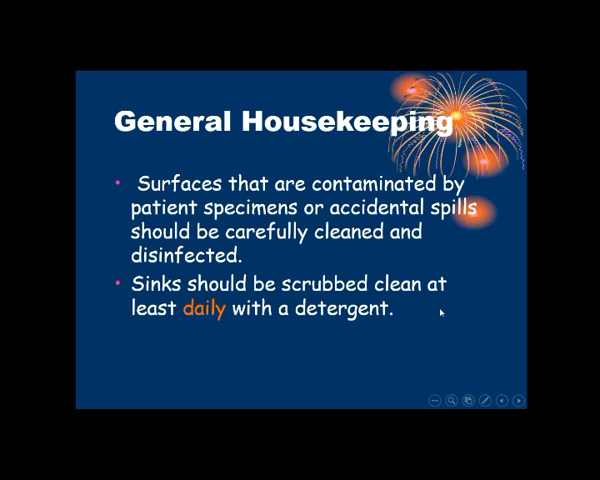 General Housekeeping
• Surfaces that are contaminated by
patient specimens or accidental spills
should be carefully cleaned and
disinfected.
• Sinks should be scrubbed clean at
least daily with a detergent.